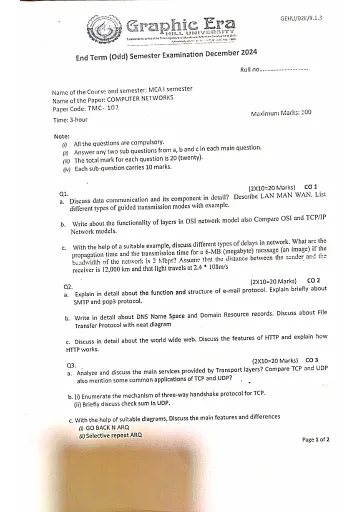 GEHU/02E/9.1.3
Graphic Era
HILL UNIVERSITY
End Term (Odd) Semester Examination December 2024
Roll no.
Name of the Course and semester: MCA I semester
Name of the Paper: COMPUTER NETWORKS
Paper Code: TMC- 107
Time: 3-hour
Maximum Marks: 100
Note:
(i) All the questions are compulsory.
(ii) Answer any two sub questions from a, b and c in each main question.
(iii) The total mark for each question is 20 (twenty).
(iv) Each sub-question carries 10 marks.
(2X10=20 Marks) CO 1
Q1.
a. Discuss data communication and its component in detail? Describe LAN MAN WAN. List
different types of guided transmission modes with example.
b. Write about the functionality of layers in OSI network model also Compare OSI and TCP/IP
Network models.
c. With the help of a suitable example, discuss different types of delays in network. What are the
propagation time and the transmission time for a 6-MB (megabyte) message (an image) if the
bandwidth of the network is 2 Mbps? Assume that the distance between the sender and the
receiver is 12,000 km and that light travels at 2.4 * 108m/s
(2X10=20 Marks) CO 2
Q2.
a. Explain in detail about the function and structure of e-mail protocol. Explain briefly about
SMTP and pop3 protocol.
b. Write in detail about DNS Name Space and Domain Resource records. Discuss about File
Transfer Protocol with neat diagram
c. Discuss in detail about the world wide web. Discuss the features of HTTP and explain how
HTTP works.
(2X10=20 Marks) CO 3
Q3.
a. Analyze and discuss the main services provided by Transport layers? Compare TCP and UDP
also mention some common applications of TCP and UDP?
b. (i) Enumerate the mechanism of three-way handshake protocol for TCP.
(ii) Briefly discuss check sum in UDP.
c. With the help of suitable diagrams, Discuss the main features and differences
(i) GO BACK N ARQ
(ii) Selective repeat ARQ
Page 1 of 2